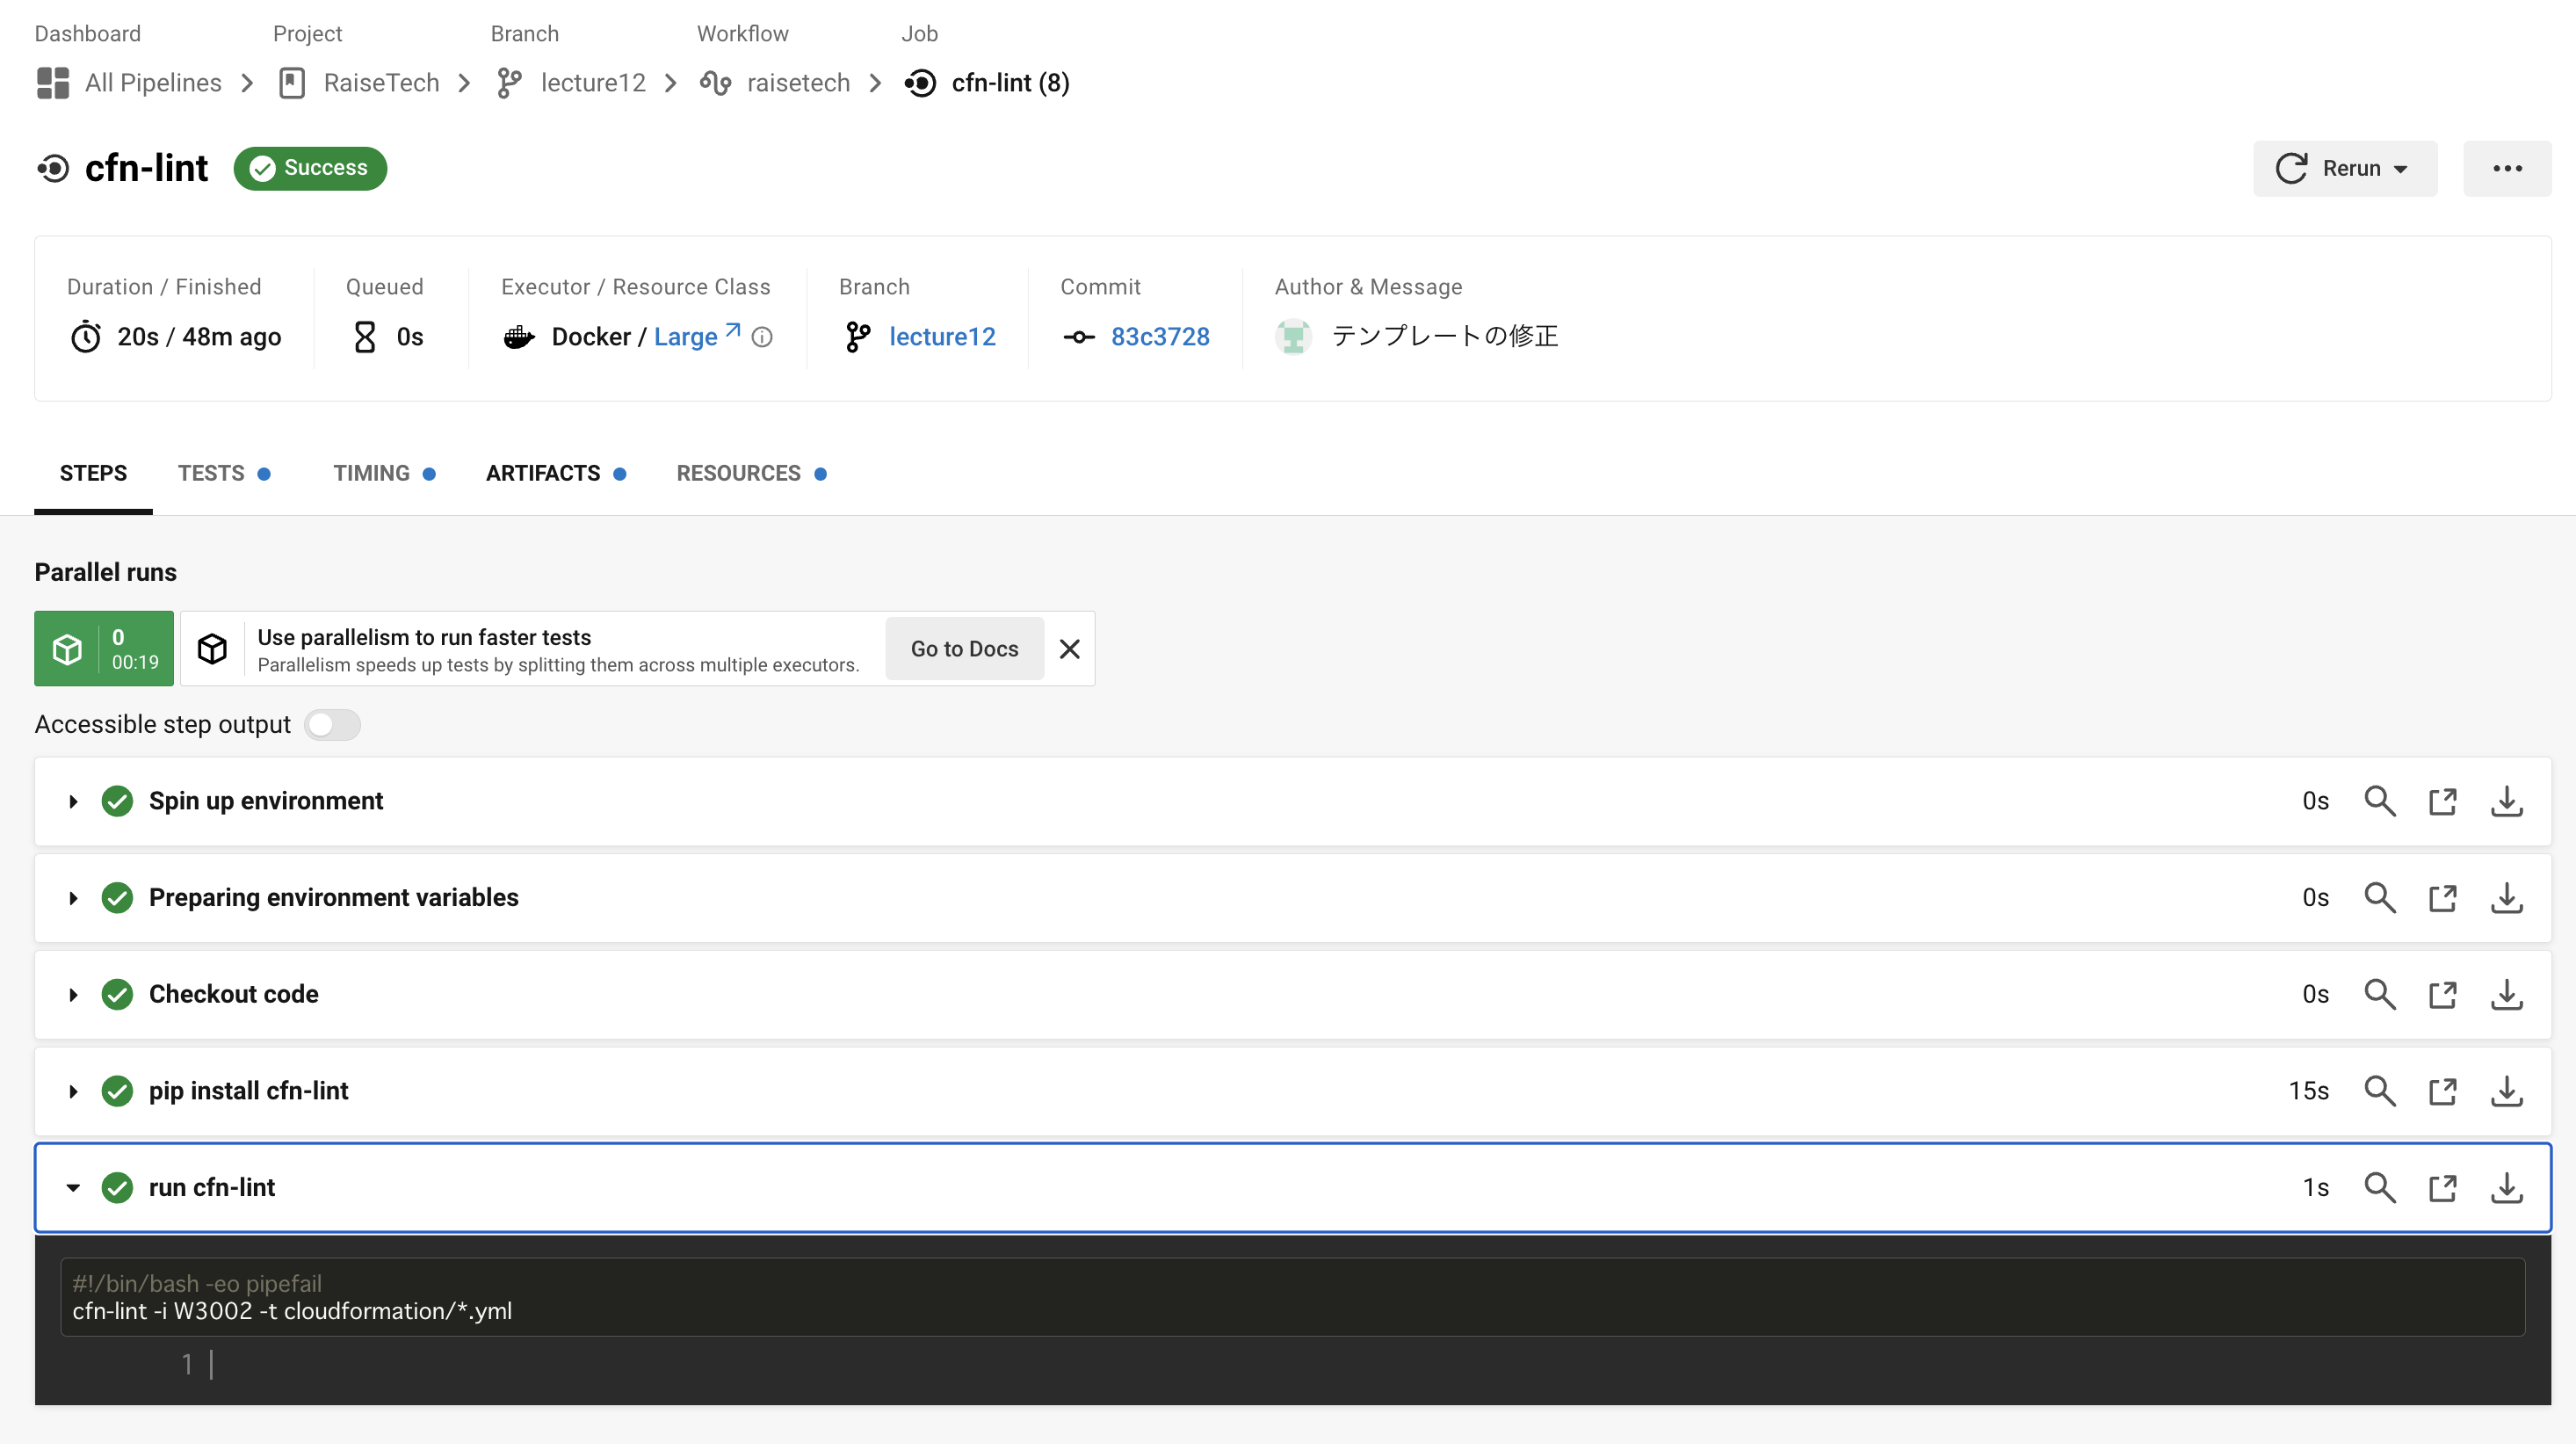 Dashboard Project Branch Workflow Job
All Pipelines RaiseTech lecture12 raisetech cfn-lint (8)
cfn-lint Success Rerun
Duration / Finished Queued Executor / Resource Class Branch Commit Author & Message
20s / 48m ago 0s Docker / Large lecture12 83c3728 テンプレートの修正
STEPS TESTS TIMING ARTIFACTS RESOURCES
Parallel runs
0
00:19
Use parallelism to run faster tests
Parallelism speeds up tests by splitting them across multiple executors.
Go to Docs
Accessible step output
Spin up environment 0s
Preparing environment variables 0s
Checkout code 0s
pip install cfn-lint 15s
run cfn-lint 1s
#!/bin/bash -eo pipefail
cfn-lint -i W3002 -t cloudformation/*.yml
1